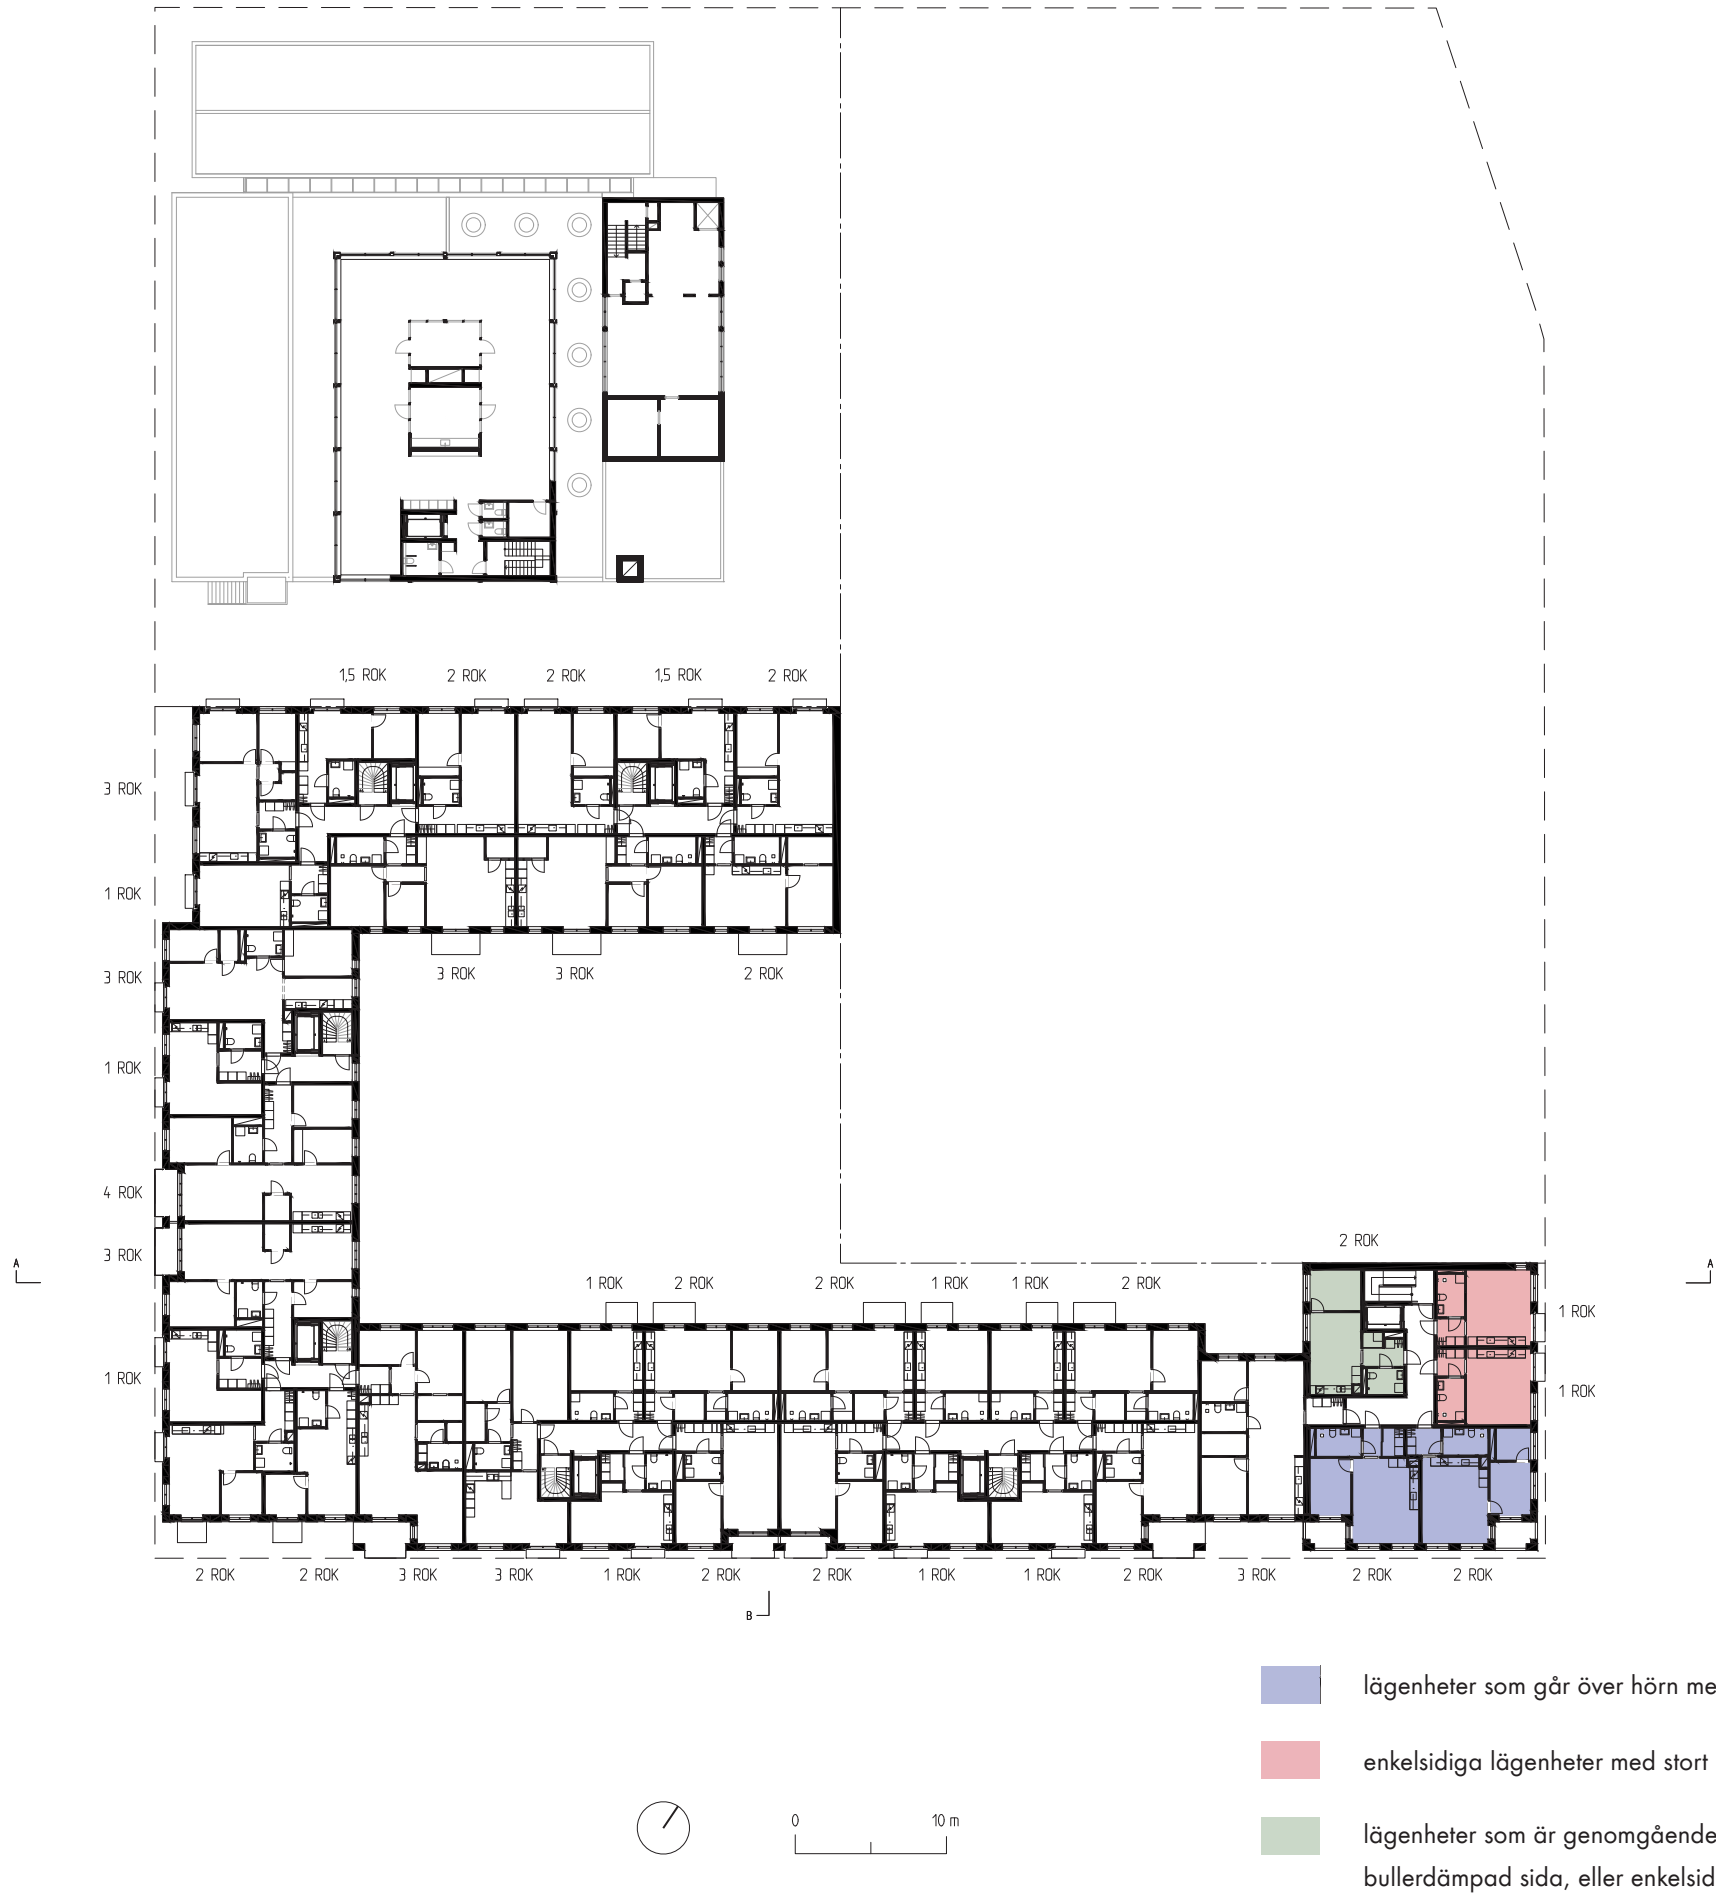 1,5 ROK 2 ROK 2 ROK 1,5 ROK 2 ROK
3 ROK
1 ROK
3 ROK 3 ROK 2 ROK
3 ROK
1 ROK
4 ROK
3 ROK
2 ROK
A A
1 ROK 2 ROK 2 ROK 1 ROK 1 ROK 2 ROK
1 ROK
1 ROK
1 ROK
2 ROK 2 ROK 3 ROK 3 ROK 1 ROK 2 ROK 2 ROK 1 ROK 1 ROK 2 ROK 3 ROK 2 ROK 2 ROK
B
lägenheter som går över hörn me
enkelsidiga lägenheter med stort
0 10 m
lägenheter som är genomgående
bullerdämpad sida, eller enkelsid